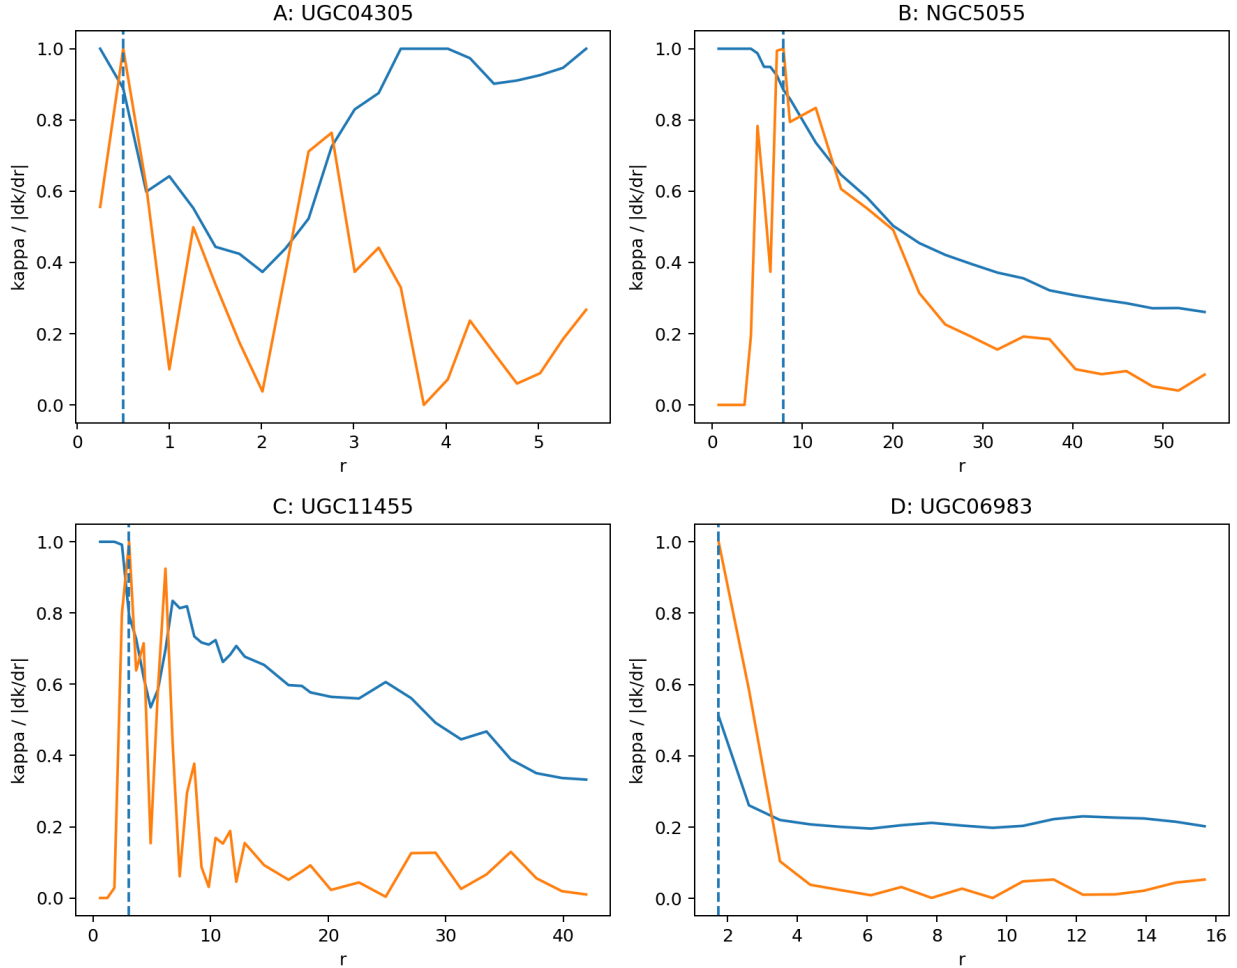 A: UGC04305
kappa / |dk/dr|
1.0
0.8
0.6
0.4
0.2
0.0
0 1 2 3 4 5
r
B: NGC5055
kappa / |dk/dr|
1.0
0.8
0.6
0.4
0.2
0.0
0 10 20 30 40 50
r
C: UGC11455
kappa / |dk/dr|
1.0
0.8
0.6
0.4
0.2
0.0
0 10 20 30 40
r
D: UGC06983
kappa / |dk/dr|
1.0
0.8
0.6
0.4
0.2
0.0
2 4 6 8 10 12 14 16
r